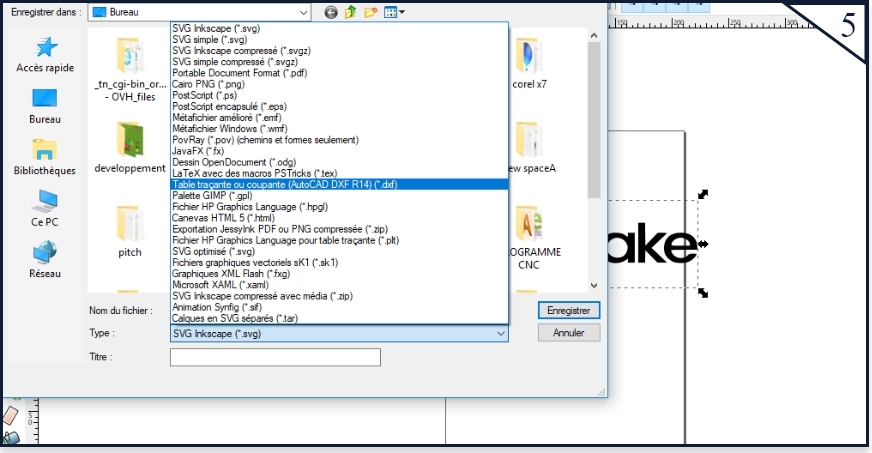 Enregistrer dans :
Bureau
5
150
200
250
300
Accès rapide
Bureau
Bibliothèques
Ce PC
Réseau
_tn_cgi-bin_or...
- OVH_files
developpement
pitch
SVG Inkscape (*.svg)
SVG simple (*.svg)
SVG Inkscape compressé (*.svgz)
SVG simple compressé (*.svgz)
Portable Document Format (*.pdf)
Cairo PNG (*.png)
PostScript (*.ps)
PostScript encapsulé (*.eps)
Métafichier amélioré (*.emf)
Métafichier Windows (*.wmf)
PovRay (*.pov) (chemins et formes seulement)
JavaFX (*.fx)
Dessin OpenDocument (*.odg)
LaTeX avec des macros PSTricks (*.tex)
Table traçante ou coupante (AutoCAD DXF R14) (*.dxf)
Palette GIMP (*.gpl)
Fichier HP Graphics Language (*.hpgl)
Canevas HTML 5 (*.html)
Exportation JessyInk PDF ou PNG compressée (*.zip)
Fichier HP Graphics Language pour table traçante (*.plt)
SVG optimisé (*.svg)
Fichiers graphiques vectoriels sK1 (*.sk1)
Graphiques XML Flash (*.fxg)
Microsoft XAML (*.xaml)
SVG Inkscape compressé avec média (*.zip)
Animation Synfig (*.sif)
Calques en SVG séparés (*.tar)
corel x7
ew spaceA
OGRAMME
CNC
ake
Nom du fichier :
Enregistrer
Type :
SVG Inkscape (*.svg)
Annuler
Titre :